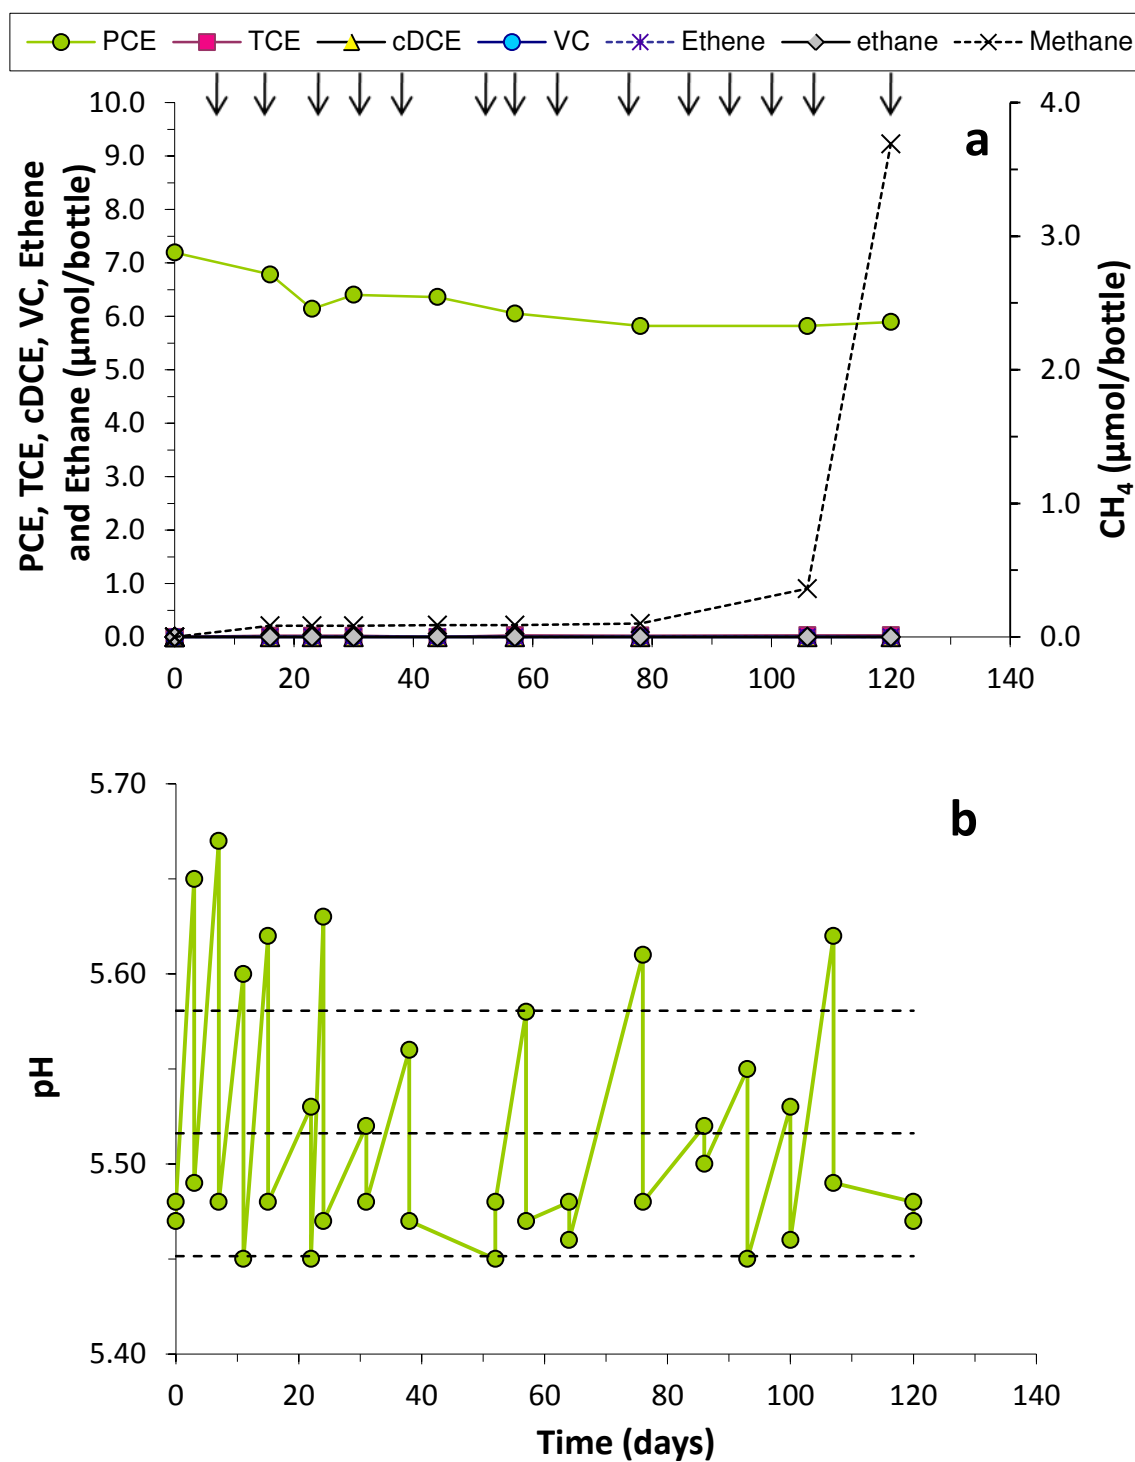 PCE TCE cDCE VC Ethene ethane Methane
a
PCE, TCE, cDCE, VC, Ethene
and Ethane (µmol/bottle)
10.0
9.0
8.0
7.0
6.0
5.0
4.0
3.0
2.0
1.0
0.0
4.0
3.0
2.0
1.0
0.0
CH₄ (µmol/bottle)
0 20 40 60 80 100 120 140
b
pH
5.70
5.60
5.50
5.40
0 20 40 60 80 100 120 140
Time (days)